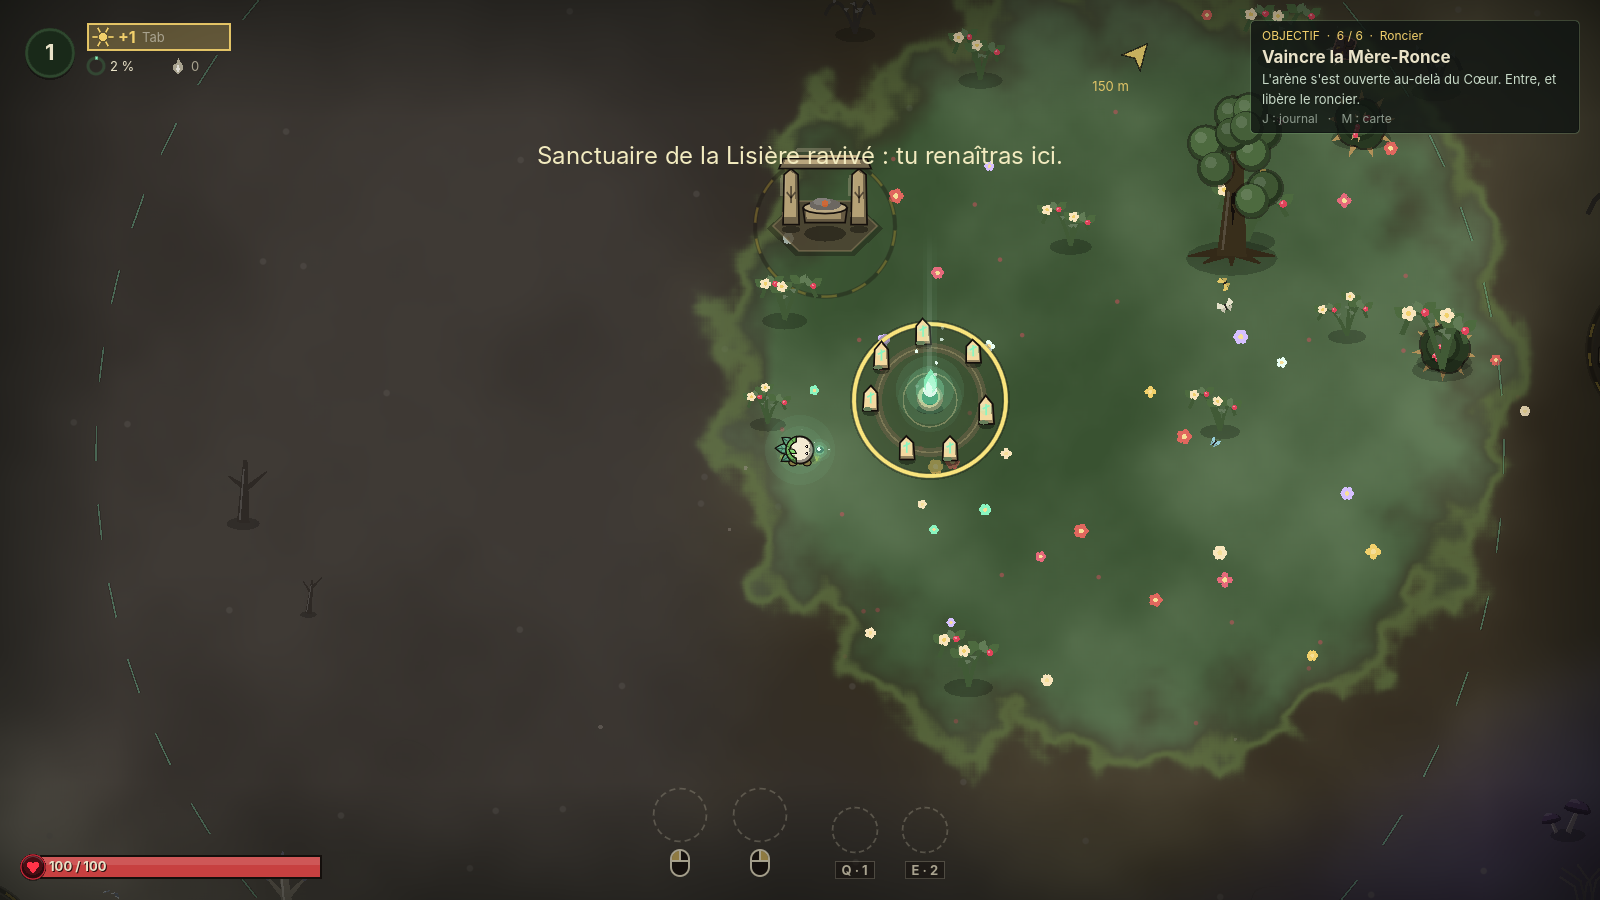 1
+1 Tab
2 %
0
150 m
OBJECTIF · 6 / 6 · Roncier
Vaincre la Mère-Ronce
L'arène s'est ouverte au-delà du Cœur. Entre, et
libère le roncier.
J : journal · M : carte
Sanctuaire de la Lisière ravivé : tu renaîtras ici.
100 / 100
Q · 1
E · 2